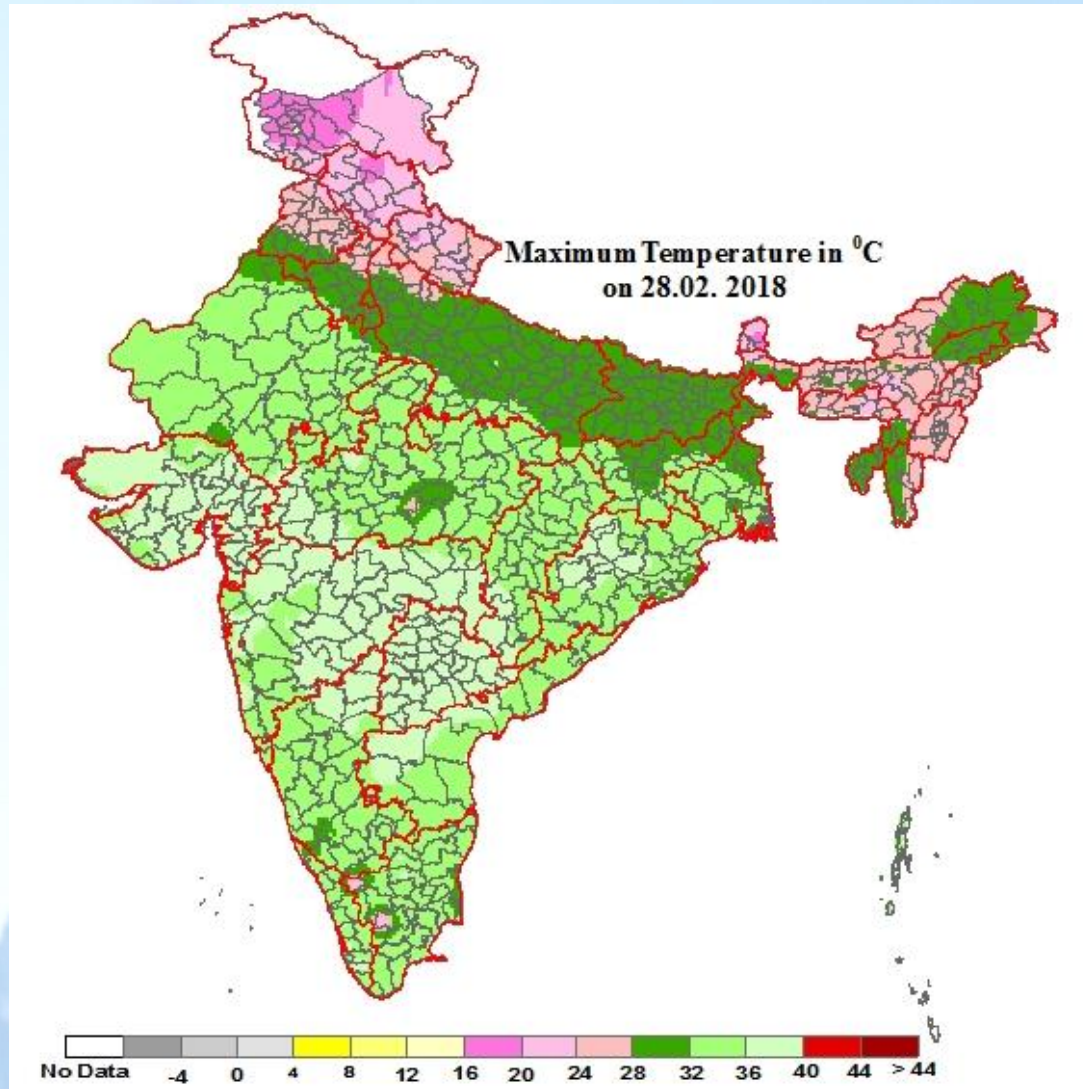 Maximum Temperature in ⁰C
on 28.02. 2018
No Data -4 0 4 8 12 16 20 24 28 32 36 40 44 > 44